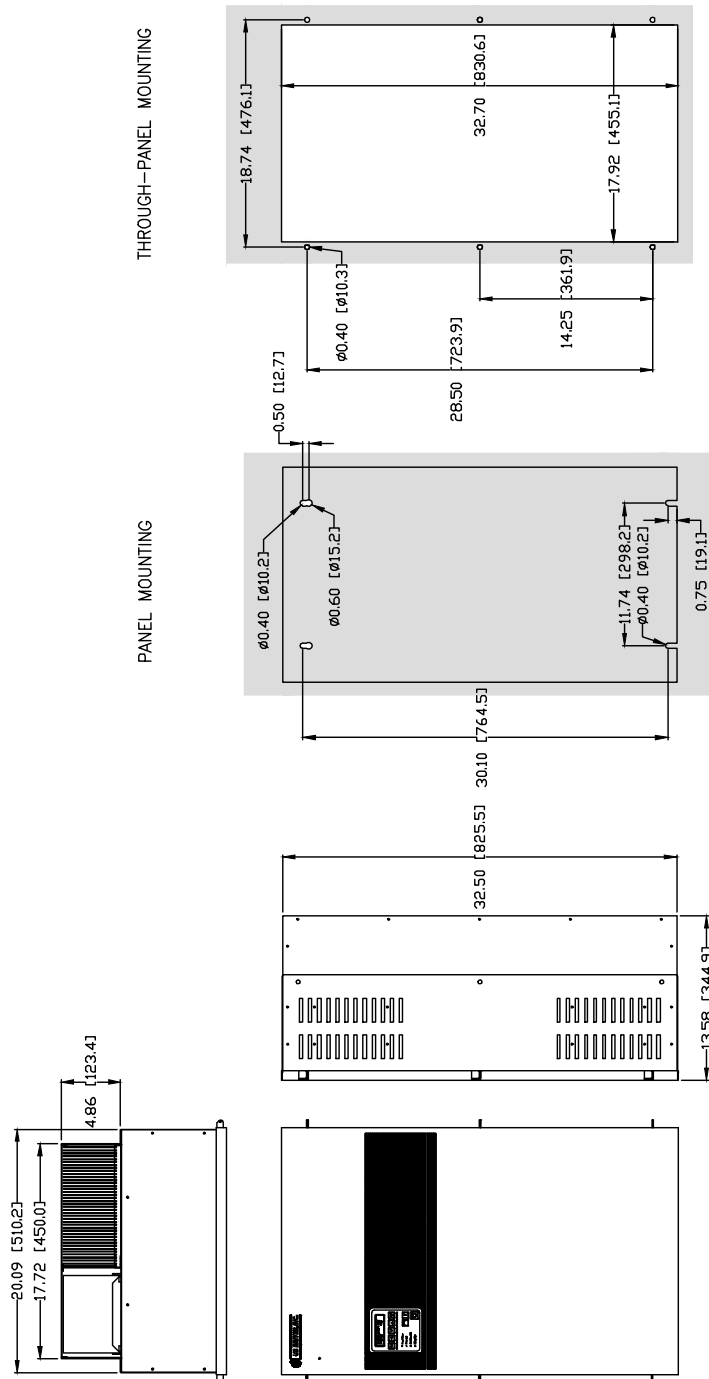 THROUGH-PANEL MOUNTING
18.74 [476.1]
32.70 [830.6]
17.92 [455.1]
ø0.40 [ø10.3]
14.25 [361.9]
28.50 [723.9]
PANEL MOUNTING
0.50 [12.7]
ø0.40 [ø10.2]
ø0.60 [ø15.2]
11.74 [298.2]
ø0.40 [ø10.2]
0.75 [19.1]
30.10 [764.5]
32.50 [825.5]
13.58 [344.9]
4.86 [123.4]
20.09 [510.2]
17.72 [450.0]